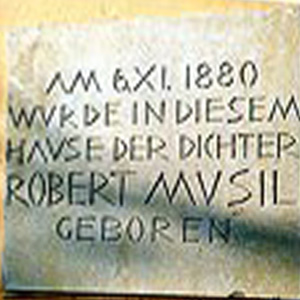 AM 6.XI. 1880
WVRDE IN DIESEM
HAVSE DER DICHTER
ROBERT MVSIL
GEBOREN